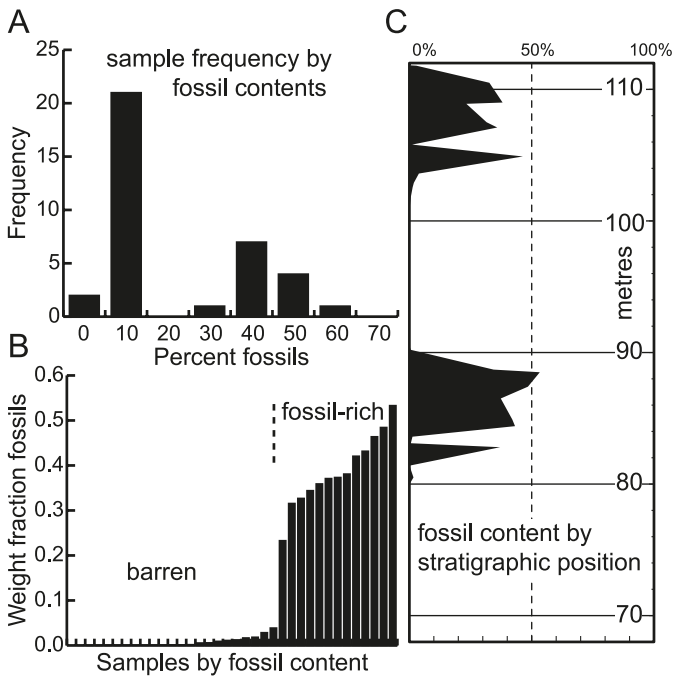 A
sample frequency by
fossil contents
Frequency
25
20
15
10
5
0
0 10 20 30 40 50 60 70
Percent fossils
B
Weight fraction fossils
0.6
0.5
0.4
0.3
0.2
0.1
0.0
fossil-rich
barren
Samples by fossil content
C
0% 50% 100%
110
100
metres
90
80
fossil content by
stratigraphic position
70